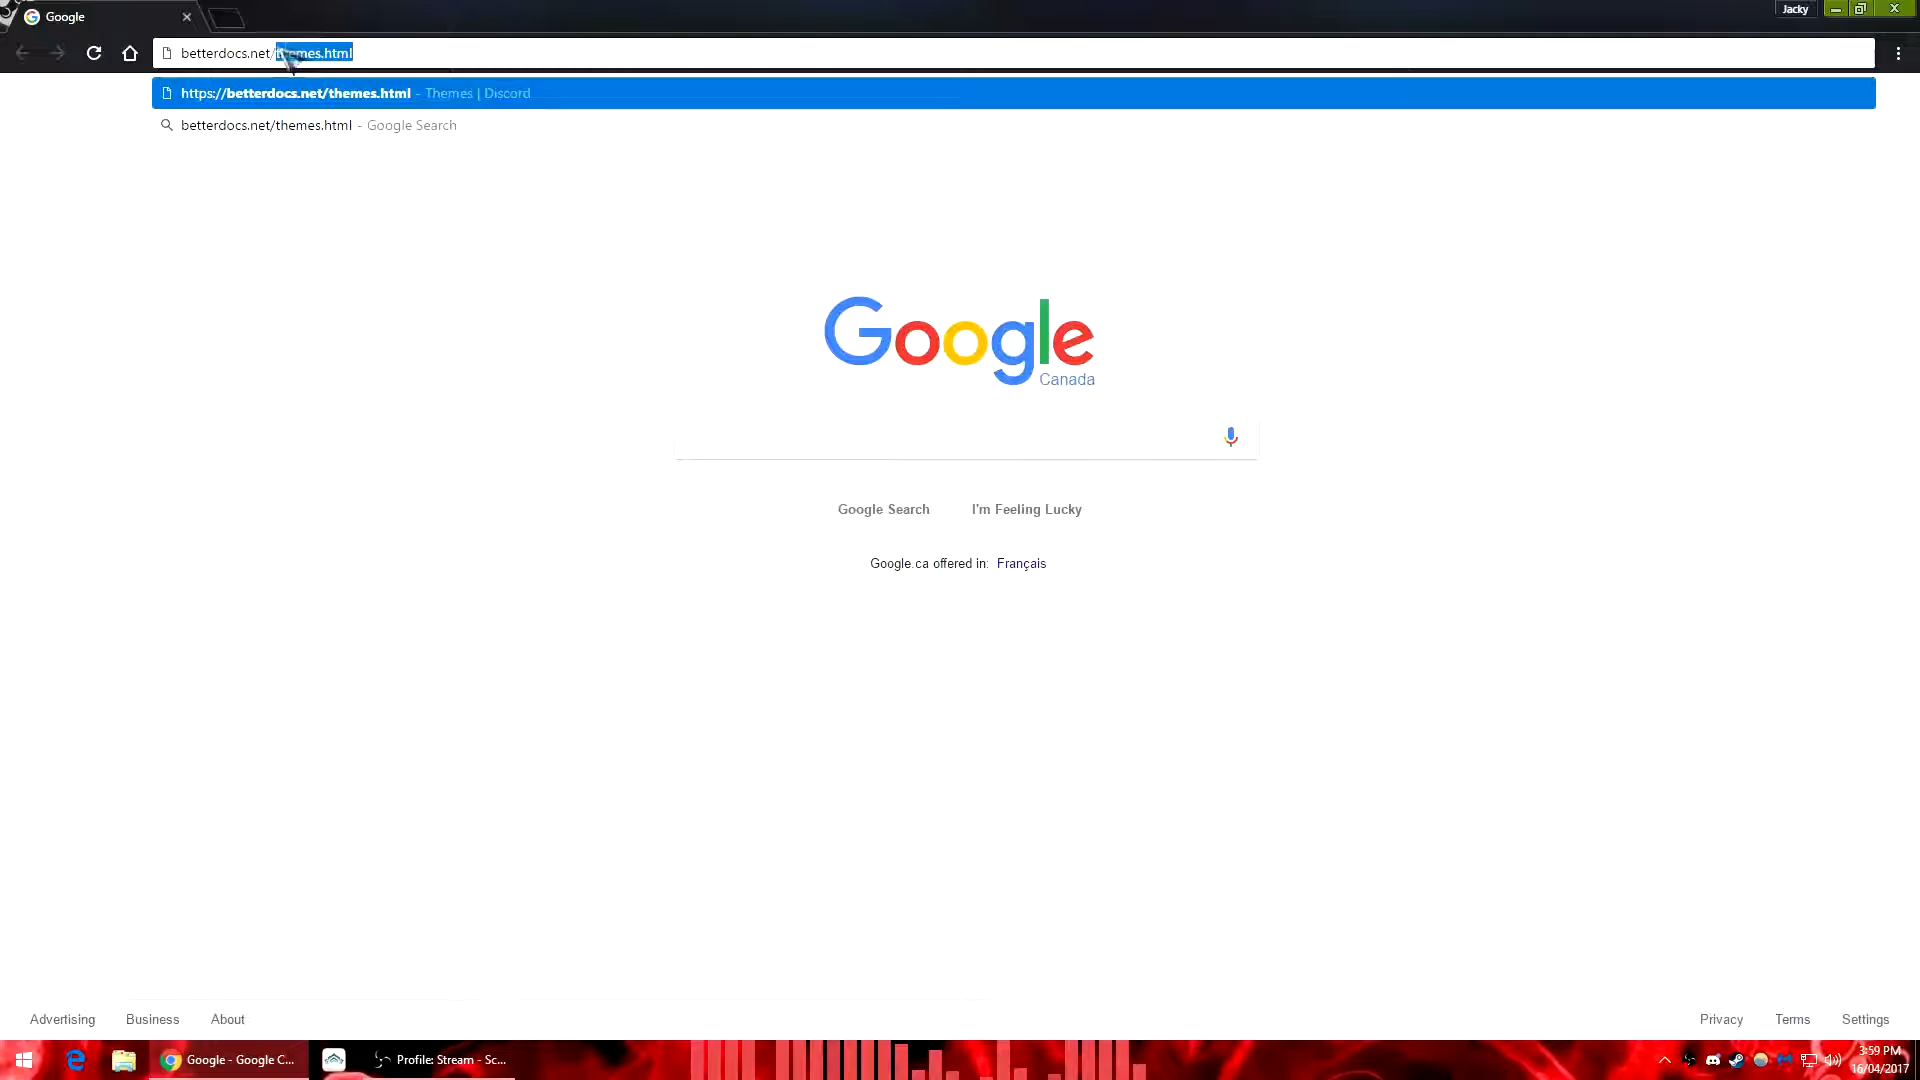 Google
Jacky
betterdocs.net/themes.html
https://betterdocs.net/themes.html - Themes | Discord
betterdocs.net/themes.html - Google Search
Google
Canada
Google Search I'm Feeling Lucky
Google.ca offered in: Français
Advertising Business About
Privacy Terms Settings
Google - Google C... Profile: Stream - Sc...
3:59 PM
16/04/2017